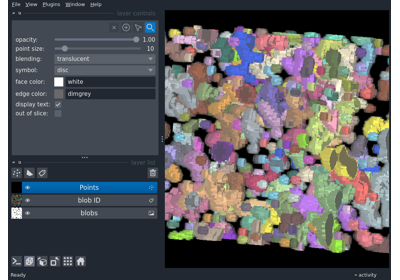 File View Plugins Window Help
layer controls
opacity: 1.00
point size: 10
blending: translucent
symbol: disc
face color: white
edge color: dimgrey
display text:
out of slice:
layer list
Points
blob ID
blobs
Ready
activity